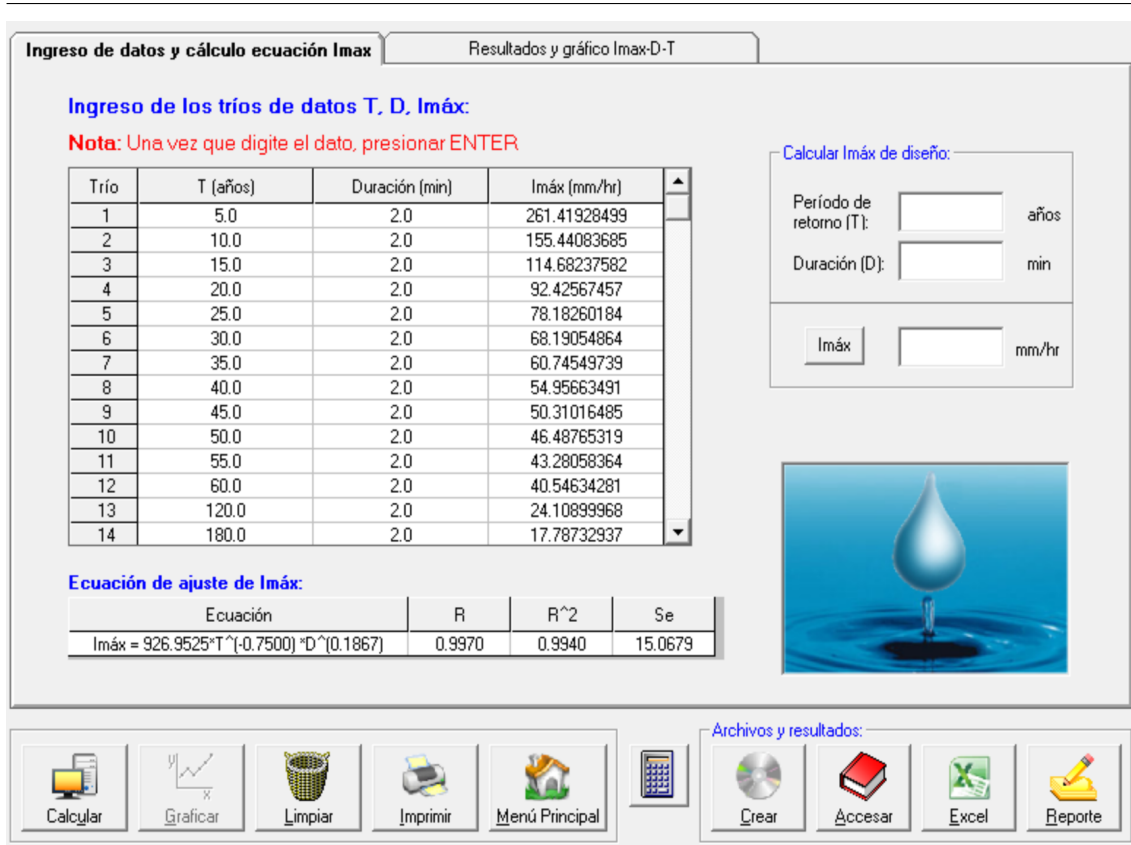 Ingreso de datos y cálculo ecuación Imax
Resultados y gráfico Imax-D-T
Ingreso de los tríos de datos T, D, Imáx:
Nota: Una vez que digite el dato, presionar ENTER
Trío T (años) Duración (min) Imáx (mm/hr)
1 5.0 2.0 261.41928499
2 10.0 2.0 155.44083685
3 15.0 2.0 114.68237582
4 20.0 2.0 92.42567457
5 25.0 2.0 78.18260184
6 30.0 2.0 68.19054864
7 35.0 2.0 60.74549739
8 40.0 2.0 54.95663491
9 45.0 2.0 50.31016485
10 50.0 2.0 46.48765319
11 55.0 2.0 43.28058364
12 60.0 2.0 40.54634281
13 120.0 2.0 24.10899968
14 180.0 2.0 17.78732937
Calcular Imáx de diseño:
Período de
retorno (T):
años
Duración (D):
min
Imáx
mm/hr
Ecuación de ajuste de Imáx:
Ecuación R R^2 Se
Imáx = 926.9525*T^(-0.7500) *D^(0.1867) 0.9970 0.9940 15.0679
Calcular
y
x
Graficar
Limpiar
Imprimir
Menú Principal
Archivos y resultados:
Crear
Accesar
X
Excel
Reporte